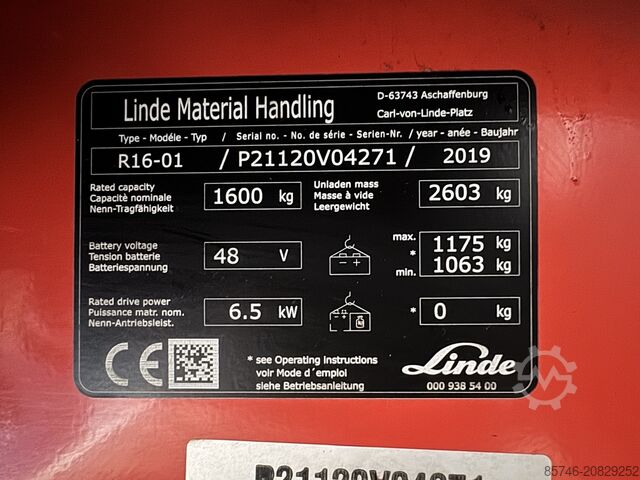 Linde Material Handling
D-63743 Aschaffenburg
Carl-von-Linde-Platz
Type - Modéle - Typ / Serial no. - No. de série - Serien-Nr. / year - anée - Baujahr
R16-01 / P21120V04271 / 2019
Rated capacity
Capacité nominale
Nenn-Tragfähigkeit
1600 kg
Unladen mass
Masse à vide
Leergewicht
2603 kg
Battery voltage
Tension batterie
Batteriespannung
48 V
max. 1175 kg
*
min. 1063 kg
Rated drive power
Puissance matr. nom.
Nenn-Antriebsleist.
6.5 kW
* 0 kg
CE
* see Operating instructions
voir Mode d´emploi
siehe Betriebsanleitung
Linde
000 938 54 00
P21120V04271
85746-20829252